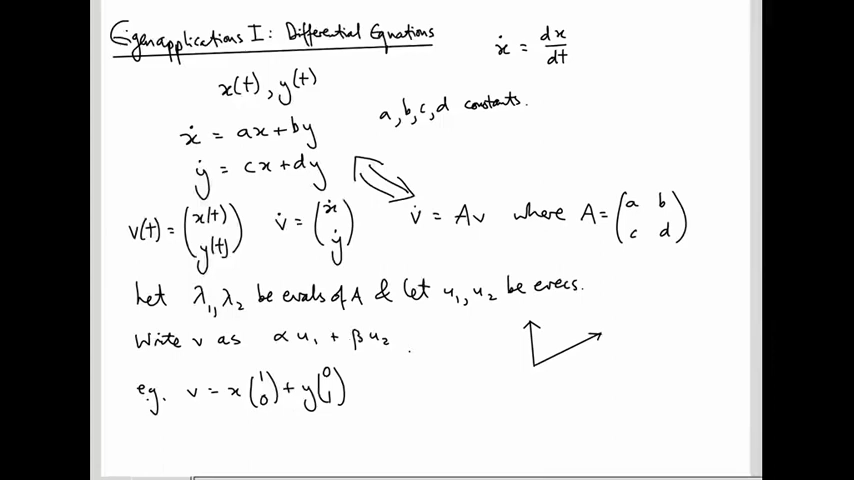 Eigenapplications I: Differential Equations
ẋ = dx/dt
x(t), y(t)
a, b, c, d constants.
ẋ = ax + by
ẏ = cx + dy
v(t) = (x(t) y(t)) v̇ = (ẋ ẏ) v̇ = Av where A = (a b c d)
Let λ₁, λ₂ be evals of A & let u₁, u₂ be evecs.
Write v as αu₁ + βu₂
e.g. v = x(1 0) + y(0 1)